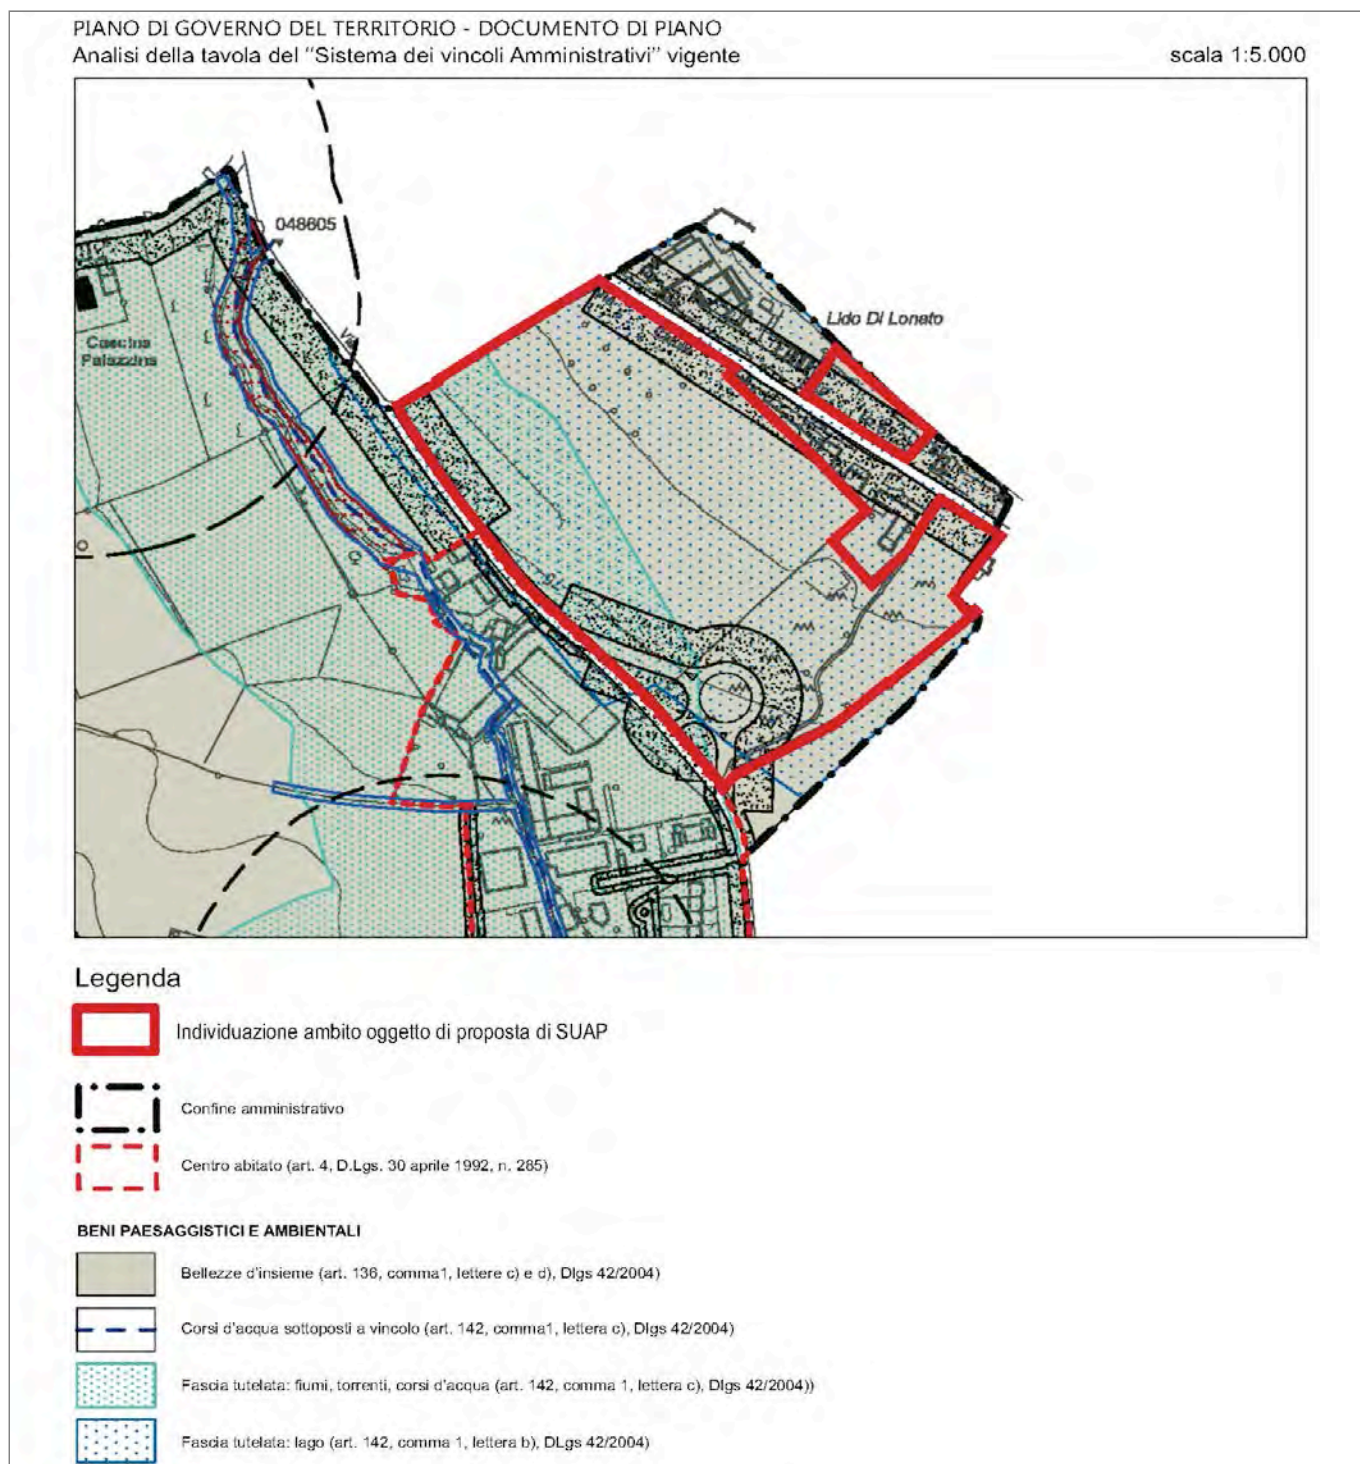 PIANO DI GOVERNO DEL TERRITORIO - DOCUMENTO DI PIANO
Analisi della tavola del "Sistema dei vincoli Amministrativi" vigente
scala 1:5.000
048605
Cascina
Palazzina
Lido Di Lonato
Legenda
Individuazione ambito oggetto di proposta di SUAP
Confine amministrativo
Centro abitato (art. 4, D.Lgs. 30 aprile 1992, n. 285)
BENI PAESAGGISTICI E AMBIENTALI
Bellezze d'insieme (art. 136, comma1, lettere c) e d), Dlgs 42/2004)
Corsi d'acqua sottoposti a vincolo (art. 142, comma1, lettera c), Dlgs 42/2004)
Fascia tutelata: fiumi, torrenti, corsi d'acqua (art. 142, comma 1, lettera c), Dlgs 42/2004))
Fascia tutelata: lago (art. 142, comma 1, lettera b), DLgs 42/2004)